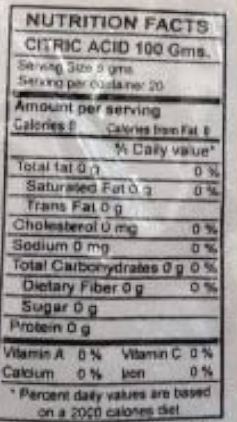 NUTRITION FACTS
CITRIC ACID 100 Gms.
Serving Size 5 gms
Serving per container 20
Amount per serving
Calories 0 Calories from Fat 0
% Daily value*
Total fat 0 g 0 %
Saturated Fat 0 g 0 %
Trans Fat 0 g
Cholesterol 0 mg 0 %
Sodium 0 mg 0 %
Total Carbohydrates 0 g 0 %
Dietary Fiber 0 g 0 %
Sugar 0 g
Protein 0 g
Vitamin A 0 % Vitamin C 0 %
Calcium 0 % Iron 0 %
* Percent daily values are based
on a 2000 calories diet